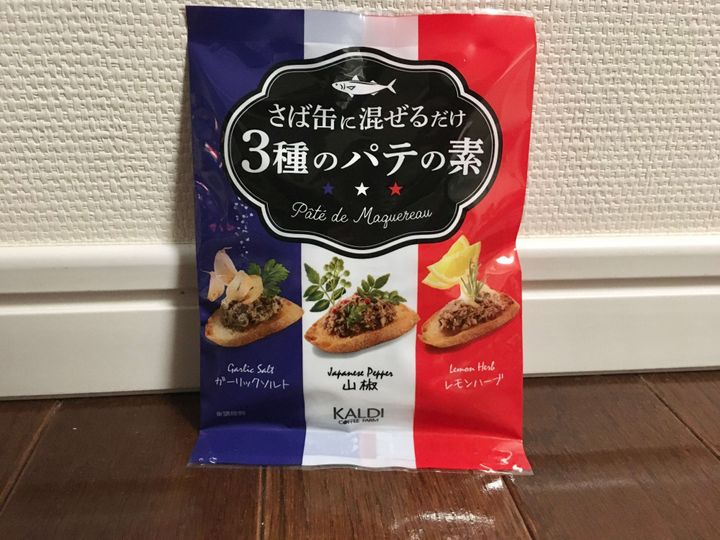 さば缶に混ぜるだけ
3種のパテの素
Pâté de Maquereau
Garlic Salt
ガーリックソルト
Japanese Pepper
山椒
Lemon Herb
レモンハーブ
KALDI
COFFEE FARM